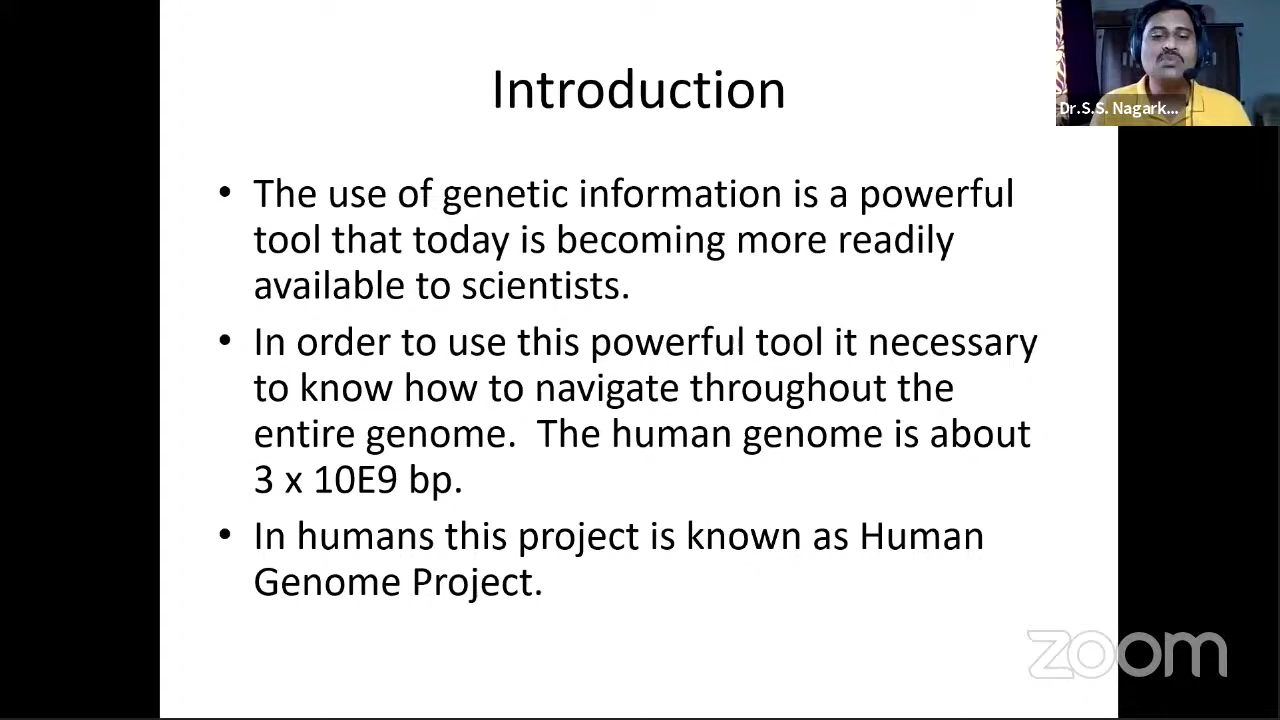 Introduction
Dr.S.S. Nagark...
• The use of genetic information is a powerful
tool that today is becoming more readily
available to scientists.
• In order to use this powerful tool it necessary
to know how to navigate throughout the
entire genome.  The human genome is about
3 x 10E9 bp.
• In humans this project is known as Human
Genome Project.
zoom